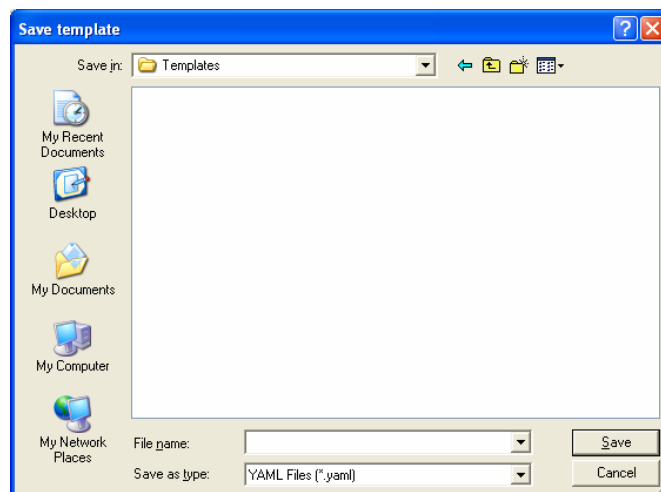 Save template
Save in:
Templates
My Recent
Documents
Desktop
My Documents
My Computer
My Network
Places
File name:
Save
Save as type:
YAML Files (*.yaml)
Cancel